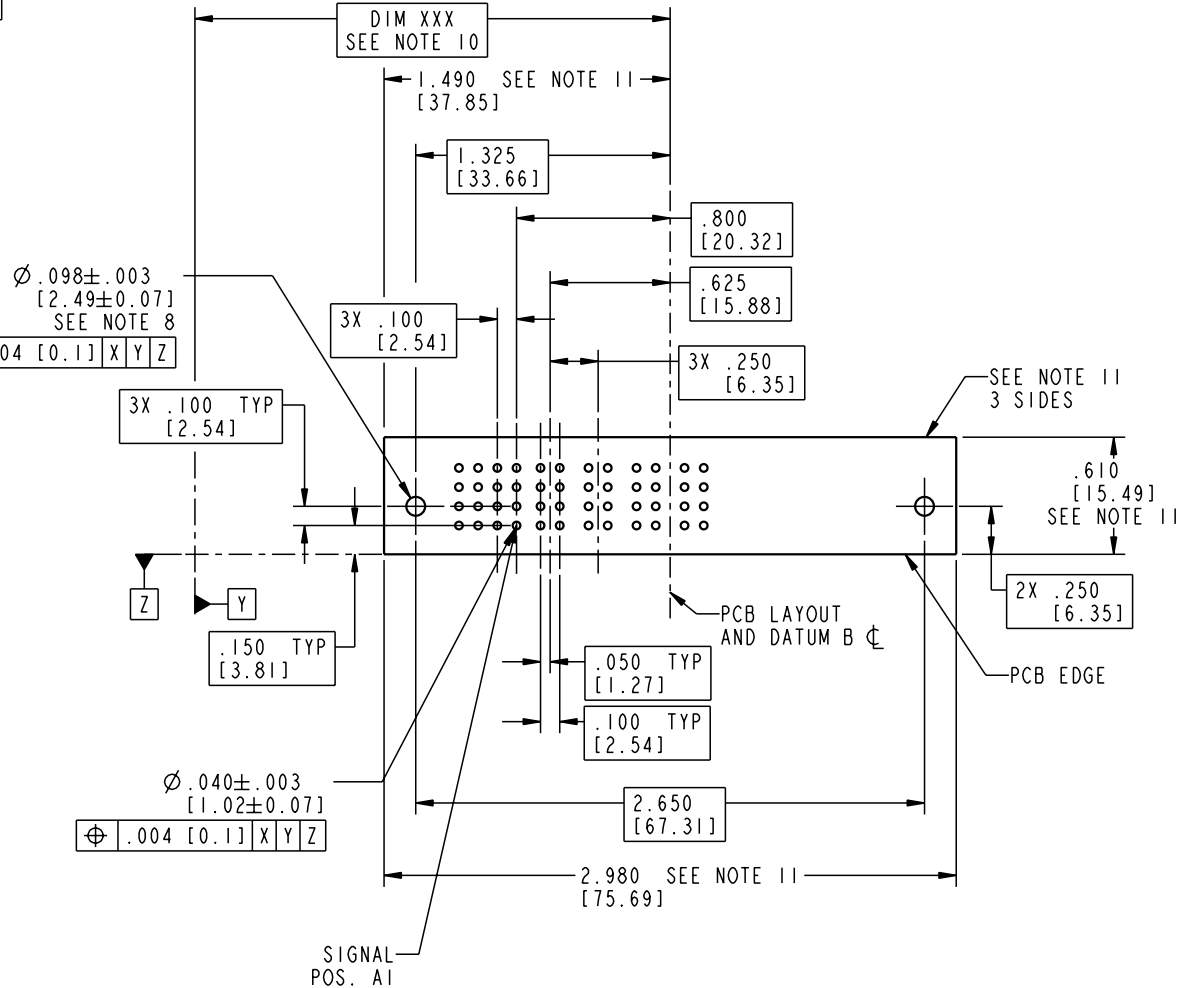 DIM XXX
SEE NOTE 10
1.490 SEE NOTE 11
[37.85]
1.325
[33.66]
.800
[20.32]
.625
[15.88]
Ø.098±.003
[2.49±0.07]
SEE NOTE 8
04 [0.1] X Y Z
3X .100
[2.54]
3X .250
[6.35]
3X .100 TYP
[2.54]
SEE NOTE 11
3 SIDES
.610
[15.49]
SEE NOTE 11
Z
Y
2X .250
[6.35]
.150 TYP
[3.81]
PCB LAYOUT
AND DATUM B ℄
.050 TYP
[1.27]
PCB EDGE
.100 TYP
[2.54]
Ø.040±.003
[1.02±0.07]
⌖ .004 [0.1] X Y Z
2.650
[67.31]
2.980 SEE NOTE 11
[75.69]
SIGNAL
POS. A1